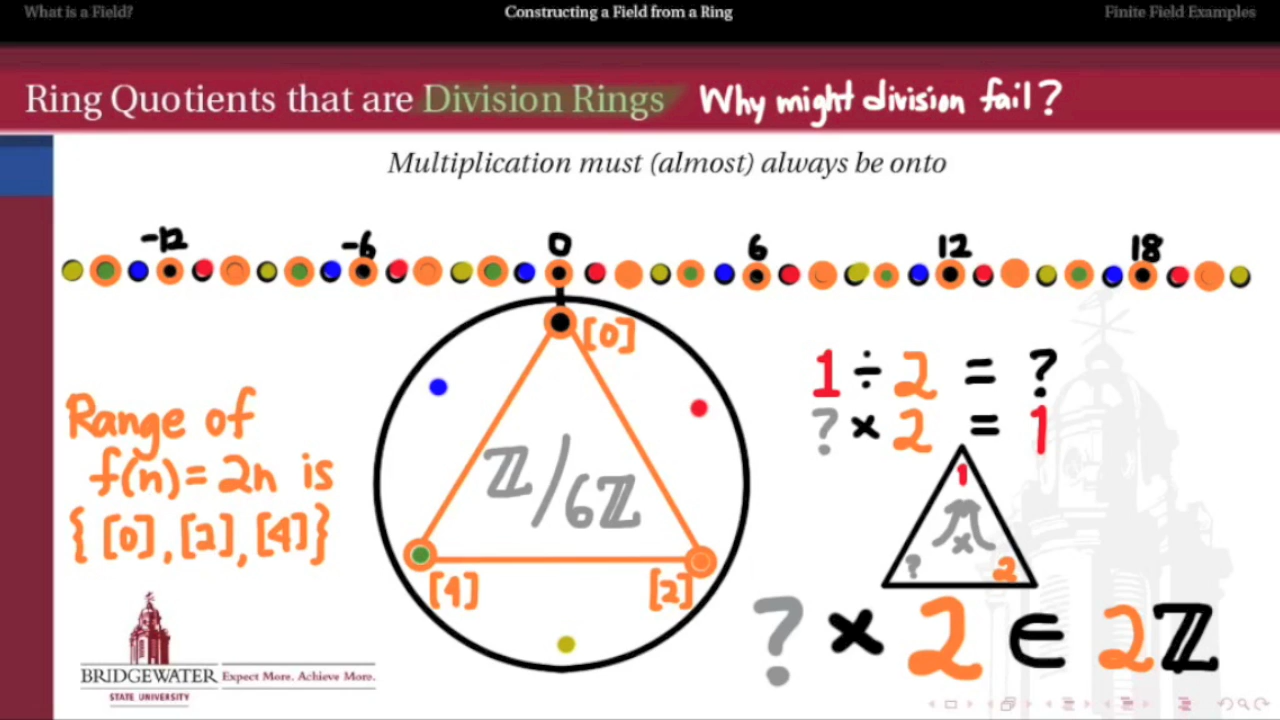 What is a Field?
Constructing a Field from a Ring
Finite Field Examples
Ring Quotients that are Division Rings Why might division fail?
Multiplication must (almost) always be onto
-12 -6 0 6 12 18
[0]
1 ÷ 2 = ?
? × 2 = 1
Range of
f(n)=2n is
{[0],[2],[4]}
ℤ/6ℤ
1
×
? 2
[4] [2]
? × 2 ∈ 2ℤ
BRIDGEWATER
STATE UNIVERSITY
Expect More. Achieve More.